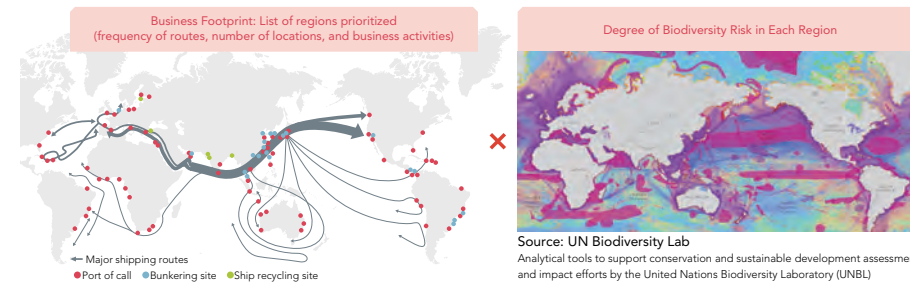 Business Footprint: List of regions prioritized
(frequency of routes, number of locations, and business activities)
Major shipping routes
Port of call
Bunkering site
Ship recycling site
×
Degree of Biodiversity Risk in Each Region
Source: UN Biodiversity Lab
Analytical tools to support conservation and sustainable development assessme
and impact efforts by the United Nations Biodiversity Laboratory (UNBL)